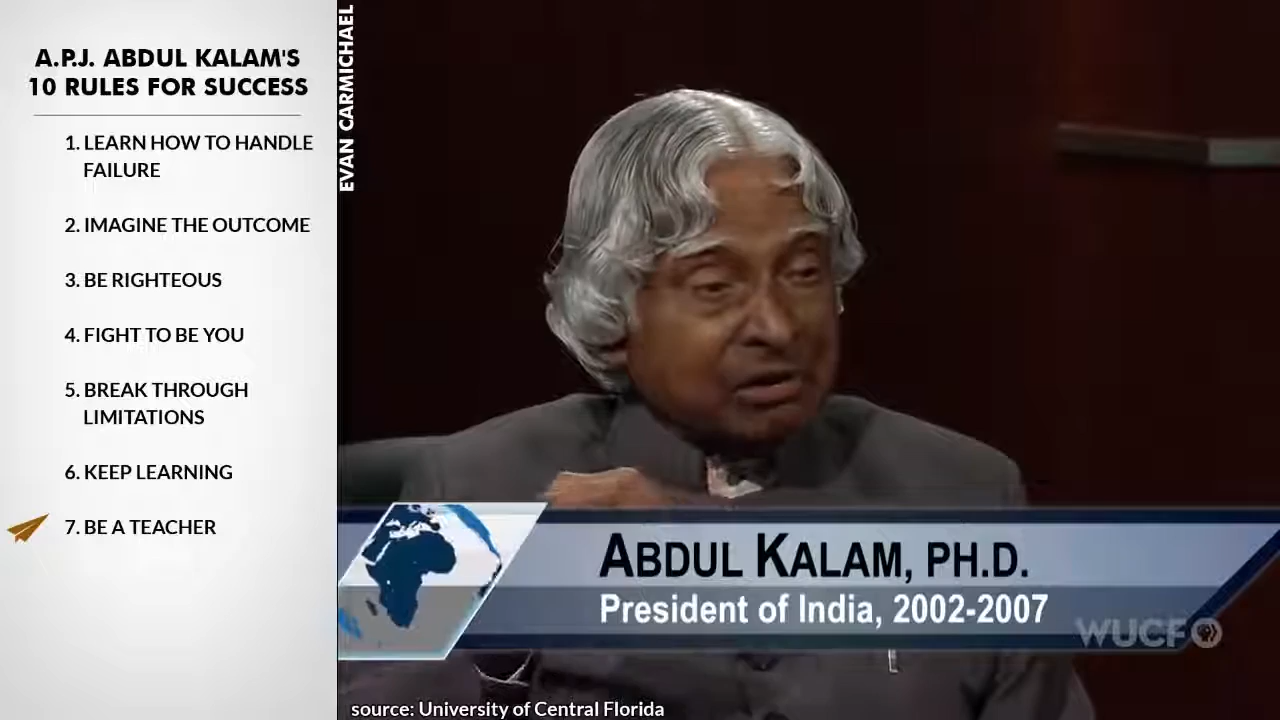 A.P.J. ABDUL KALAM'S
10 RULES FOR SUCCESS
1. LEARN HOW TO HANDLE
FAILURE
2. IMAGINE THE OUTCOME
3. BE RIGHTEOUS
4. FIGHT TO BE YOU
5. BREAK THROUGH
LIMITATIONS
6. KEEP LEARNING
7. BE A TEACHER
EVAN CARMICHAEL
ABDUL KALAM, PH.D.
President of India, 2002-2007
WUCF
source: University of Central Florida